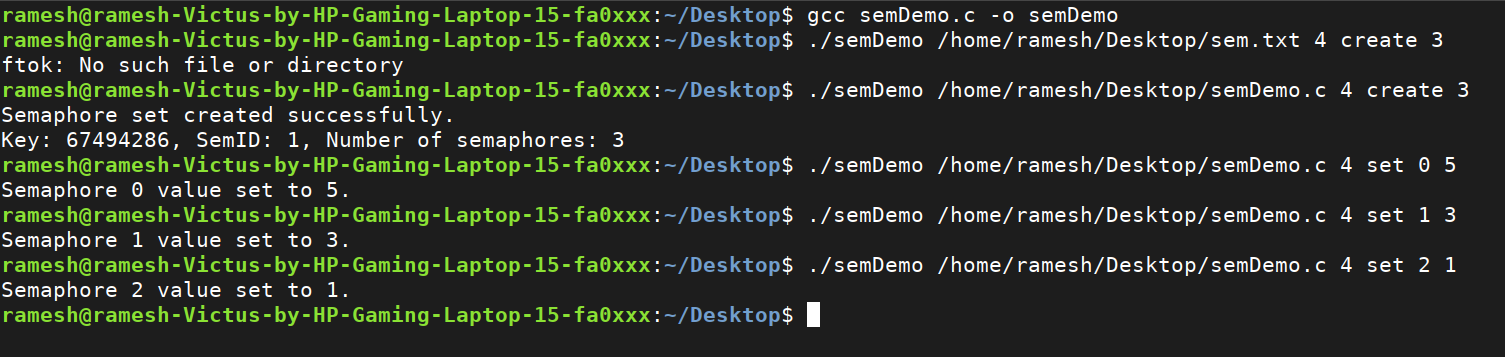 ramesh@ramesh-Victus-by-HP-Gaming-Laptop-15-fa0xxx:~/Desktop$ gcc semDemo.c -o semDemo
ramesh@ramesh-Victus-by-HP-Gaming-Laptop-15-fa0xxx:~/Desktop$ ./semDemo /home/ramesh/Desktop/sem.txt 4 create 3
ftok: No such file or directory
ramesh@ramesh-Victus-by-HP-Gaming-Laptop-15-fa0xxx:~/Desktop$ ./semDemo /home/ramesh/Desktop/semDemo.c 4 create 3
Semaphore set created successfully.
Key: 67494286, SemID: 1, Number of semaphores: 3
ramesh@ramesh-Victus-by-HP-Gaming-Laptop-15-fa0xxx:~/Desktop$ ./semDemo /home/ramesh/Desktop/semDemo.c 4 set 0 5
Semaphore 0 value set to 5.
ramesh@ramesh-Victus-by-HP-Gaming-Laptop-15-fa0xxx:~/Desktop$ ./semDemo /home/ramesh/Desktop/semDemo.c 4 set 1 3
Semaphore 1 value set to 3.
ramesh@ramesh-Victus-by-HP-Gaming-Laptop-15-fa0xxx:~/Desktop$ ./semDemo /home/ramesh/Desktop/semDemo.c 4 set 2 1
Semaphore 2 value set to 1.
ramesh@ramesh-Victus-by-HP-Gaming-Laptop-15-fa0xxx:~/Desktop$